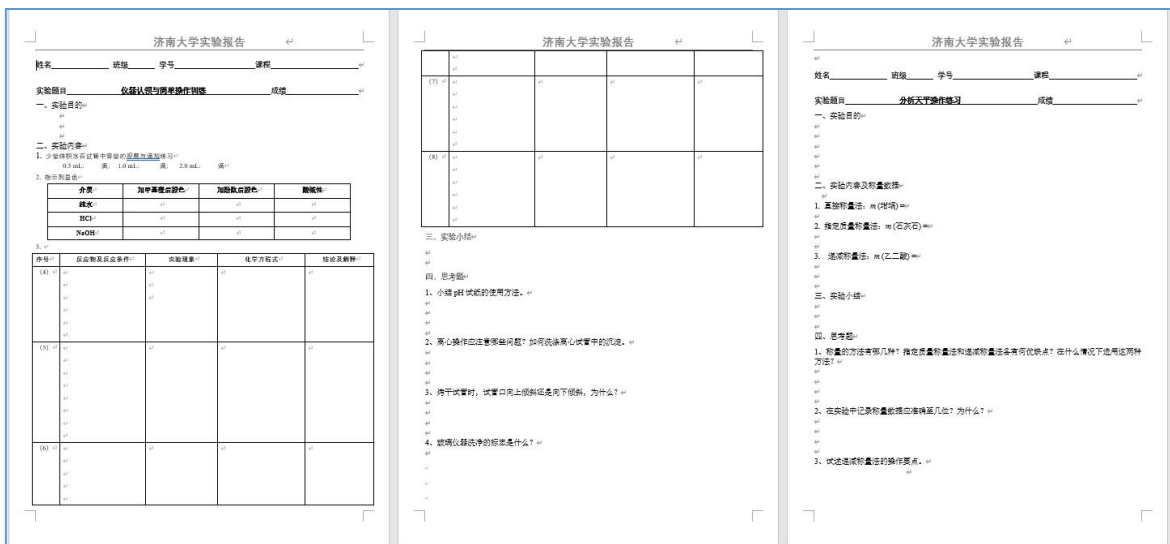 济南大学实验报告
姓名 班级 学号 课程
实验题目 仪器认领与简单操作训练 成绩
一、实验目的
二、实验内容
1. 少量体积水在试管中容量的观察与滴加练习
0.5 mL: 滴; 1.0 mL: 滴; 2.0 mL: 滴
2. 指示剂显色
介质 加甲基橙后颜色 加酚酞后颜色 酸碱性
纯水
HCl
NaOH
3.
序号 反应物及反应条件 实验现象 化学方程式 结论及解释
(4)
(5)
(6)
济南大学实验报告
(7)
(8)
三、实验小结
四、思考题
1、小结 pH 试纸的使用方法。
2、离心操作应注意哪些问题？如何洗涤离心试管中的沉淀。
3、烤干试管时，试管口向上倾斜还是向下倾斜，为什么？
4、玻璃仪器洗净的标志是什么？
济南大学实验报告
姓名 班级 学号 课程
实验题目 分析天平操作练习 成绩
一、实验目的
二、实验内容及称量数据
1. 直接称量法：m (坩埚) =
2. 指定质量称量法：m (石灰石) =
3. 递减称量法：m (乙二酸) =
三、实验小结
四、思考题
1、称量的方法有哪几种？指定质量称量法和递减称量法各有何优缺点？在什么情况下选用这两种
方法？
2、在实验中记录称量数据应准确至几位？为什么？
3、试述递减称量法的操作要点。